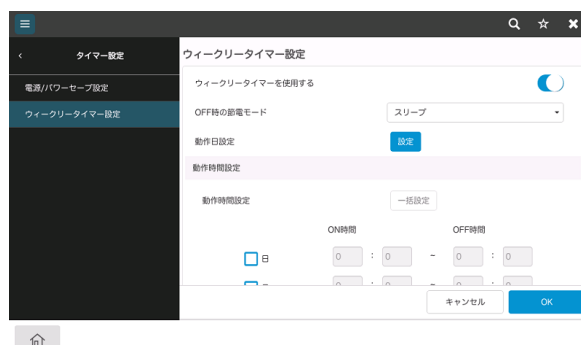 タイマー設定
ウィークリータイマー設定
電源/パワーセーブ設定
ウィークリータイマー設定
ウィークリータイマーを使用する
OFF時の節電モード
スリープ
動作日設定
設定
動作時間設定
動作時間設定
一括設定
ON時間
OFF時間
日
0 : 0 - 0 : 0
キャンセル
OK